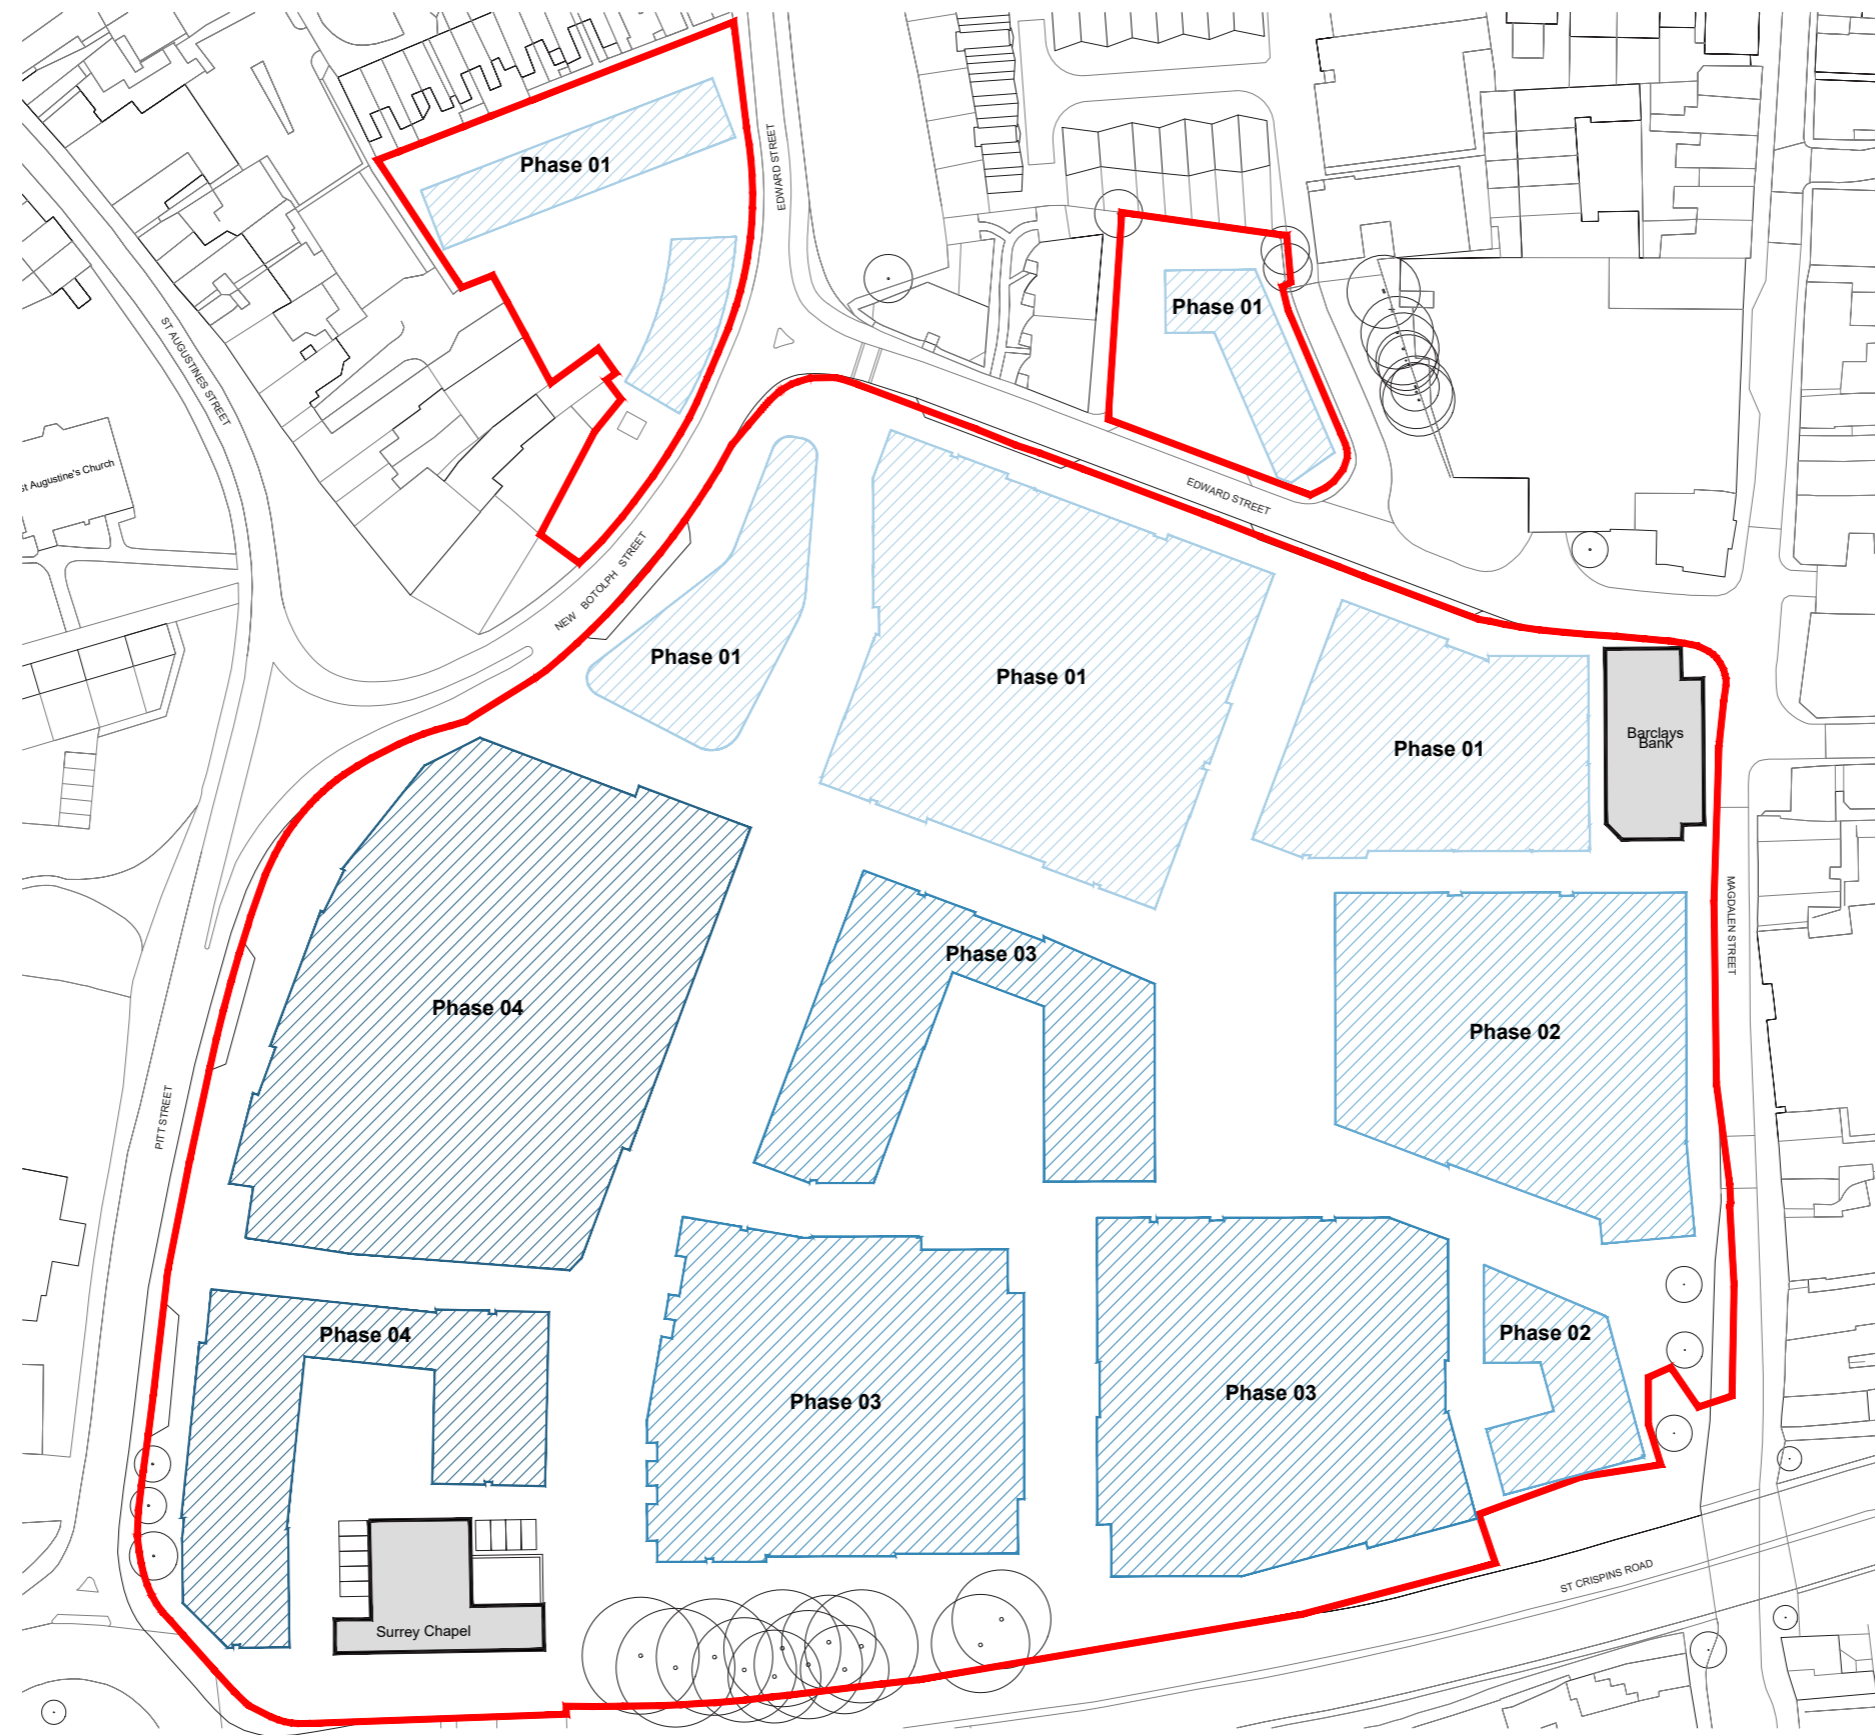 Phase 01
EDWARD STREET
Phase 01
ST AUGUSTINES STREET
St Augustine's Church
EDWARD STREET
NEW BOTOLPH STREET
Phase 01
Phase 01
Phase 01
Barclays
Bank
MAGDALEN STREET
Phase 03
Phase 04
Phase 02
PITT STREET
Phase 04
Phase 02
Phase 03
Phase 03
ST CRISPINS ROAD
Surrey Chapel